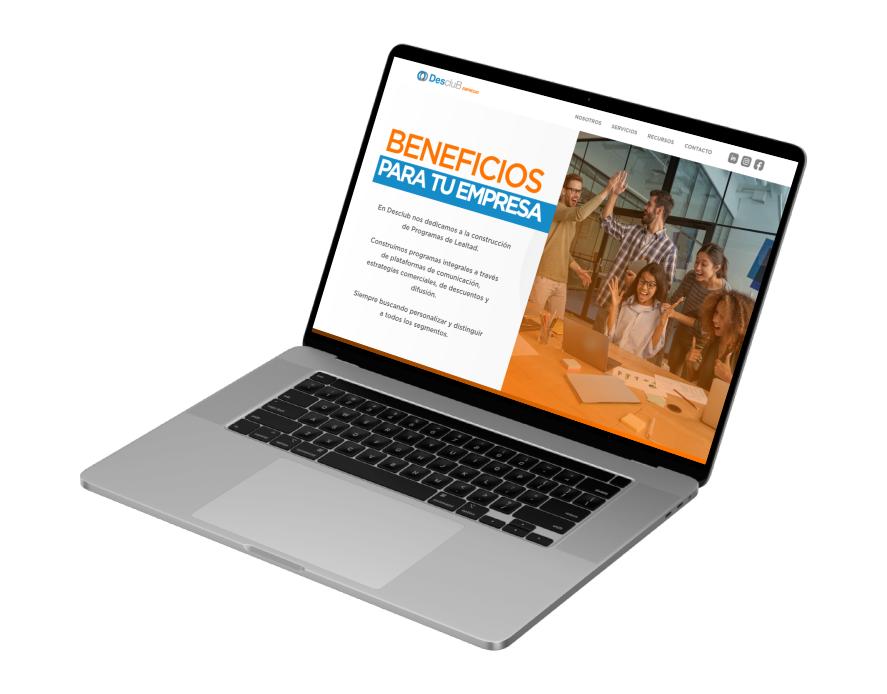 DescluB
EMPRESAS
NOSOTROS SERVICIOS RECURSOS CONTACTO
BENEFICIOS
PARA TU EMPRESA
En Desclub nos dedicamos a la construcción
de Programas de Lealtad.
Construimos programas integrales a través
de plataformas de comunicación,
estrategias comerciales, de descuentos y
difusión.
Siempre buscando personalizar y distinguir
a todos los segmentos.